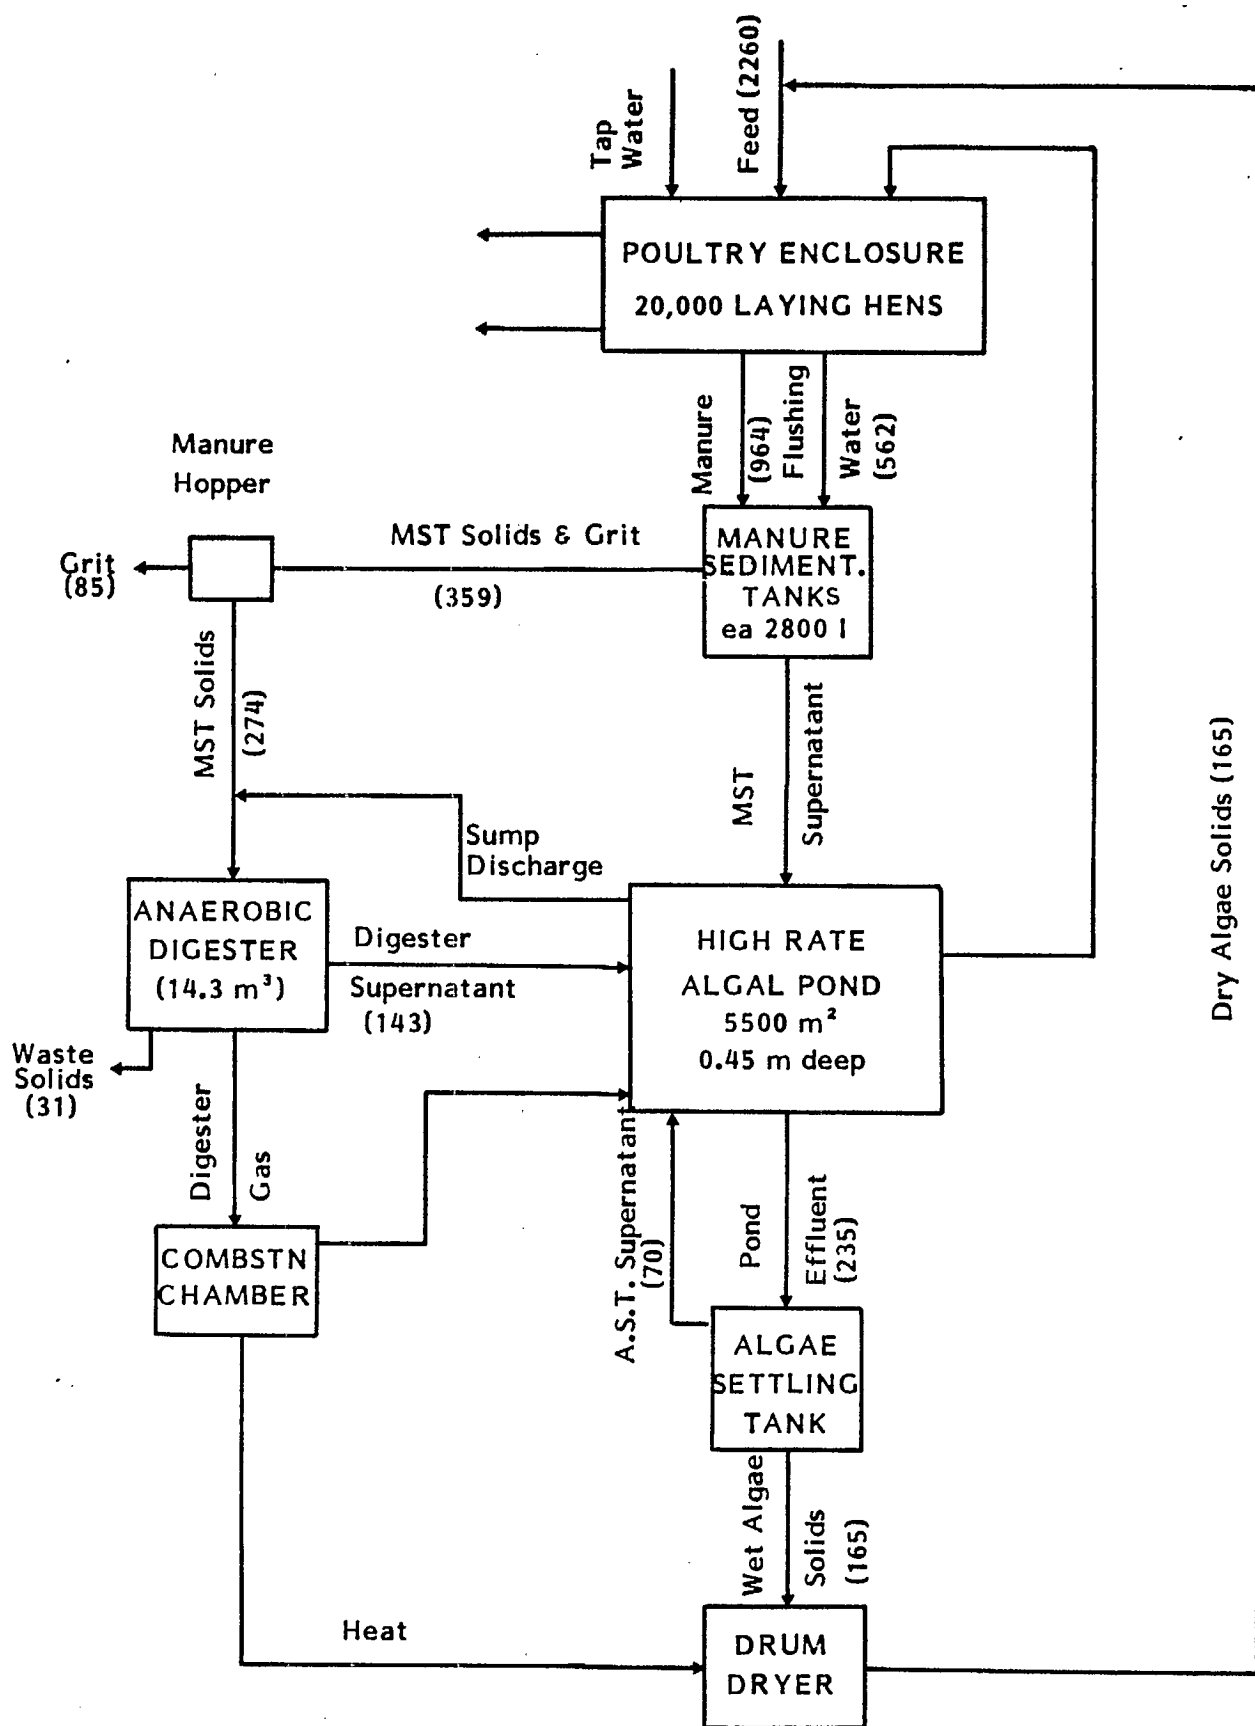 Tap
Water
Feed (2260)
POULTRY ENCLOSURE
20,000 LAYING HENS
Manure
(964)
Flushing
Water
(562)
Manure
Hopper
MST Solids & Grit
(359)
Grit
(85)
MANURE
SEDIMENT.
TANKS
ea 2800 l
MST Solids
(274)
MST
Supernatant
Sump
Discharge
Dry Algae Solids (165)
ANAEROBIC
DIGESTER
(14.3 m³)
Digester
Supernatant
(143)
HIGH RATE
ALGAL POND
5500 m²
0.45 m deep
Waste
Solids
(31)
Digester
Gas
A.S.T. Supernatant
(70)
Pond
Effluent
(235)
COMBSTN
CHAMBER
ALGAE
SETTLING
TANK
Wet Algae
Solids
(165)
Heat
DRUM
DRYER